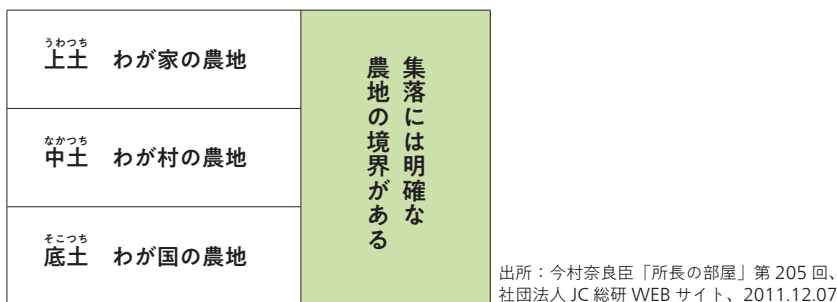 うわつち
上土 わが家の農地
なかつち
中土 わが村の農地
そこつち
底土 わが国の農地
集落には明確な
農地の境界がある
出所：今村奈良臣「所長の部屋」第 205 回、
社団法人 JC 総研 WEB サイト、2011.12.07